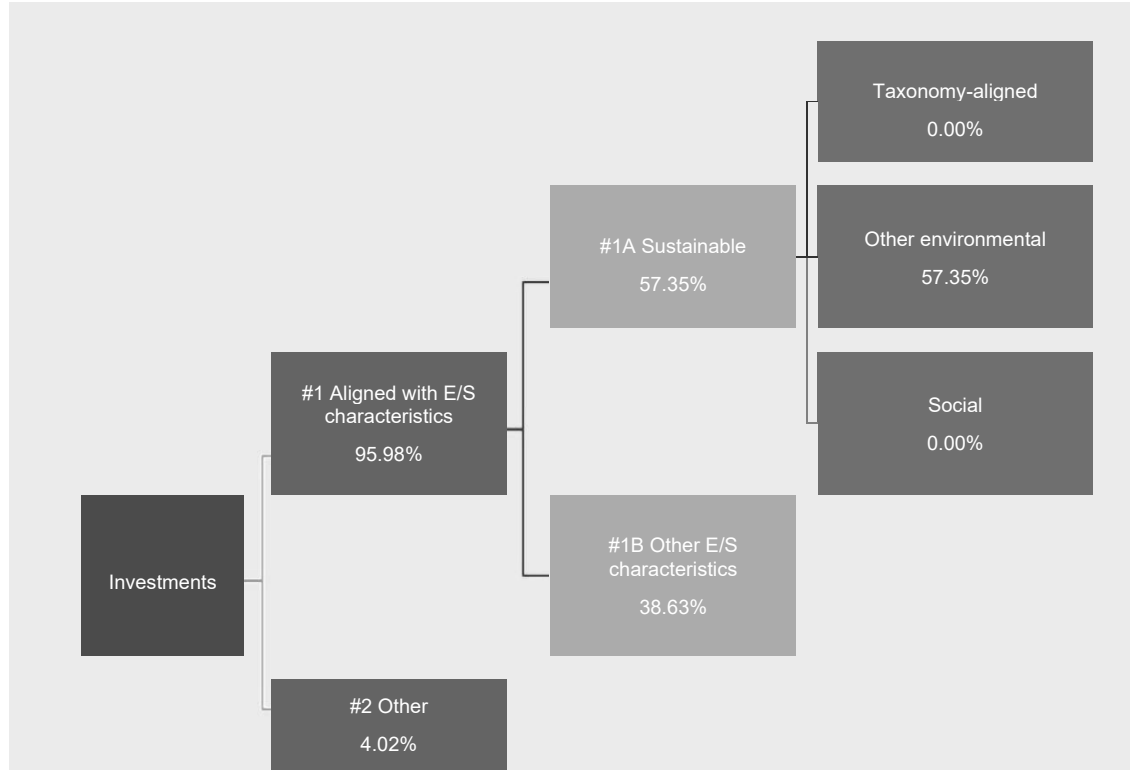 Taxonomy-aligned
0.00%
#1A Sustainable
57.35%
Other environmental
57.35%
#1 Aligned with E/S
characteristics
95.98%
Social
0.00%
Investments
#1B Other E/S
characteristics
38.63%
#2 Other
4.02%